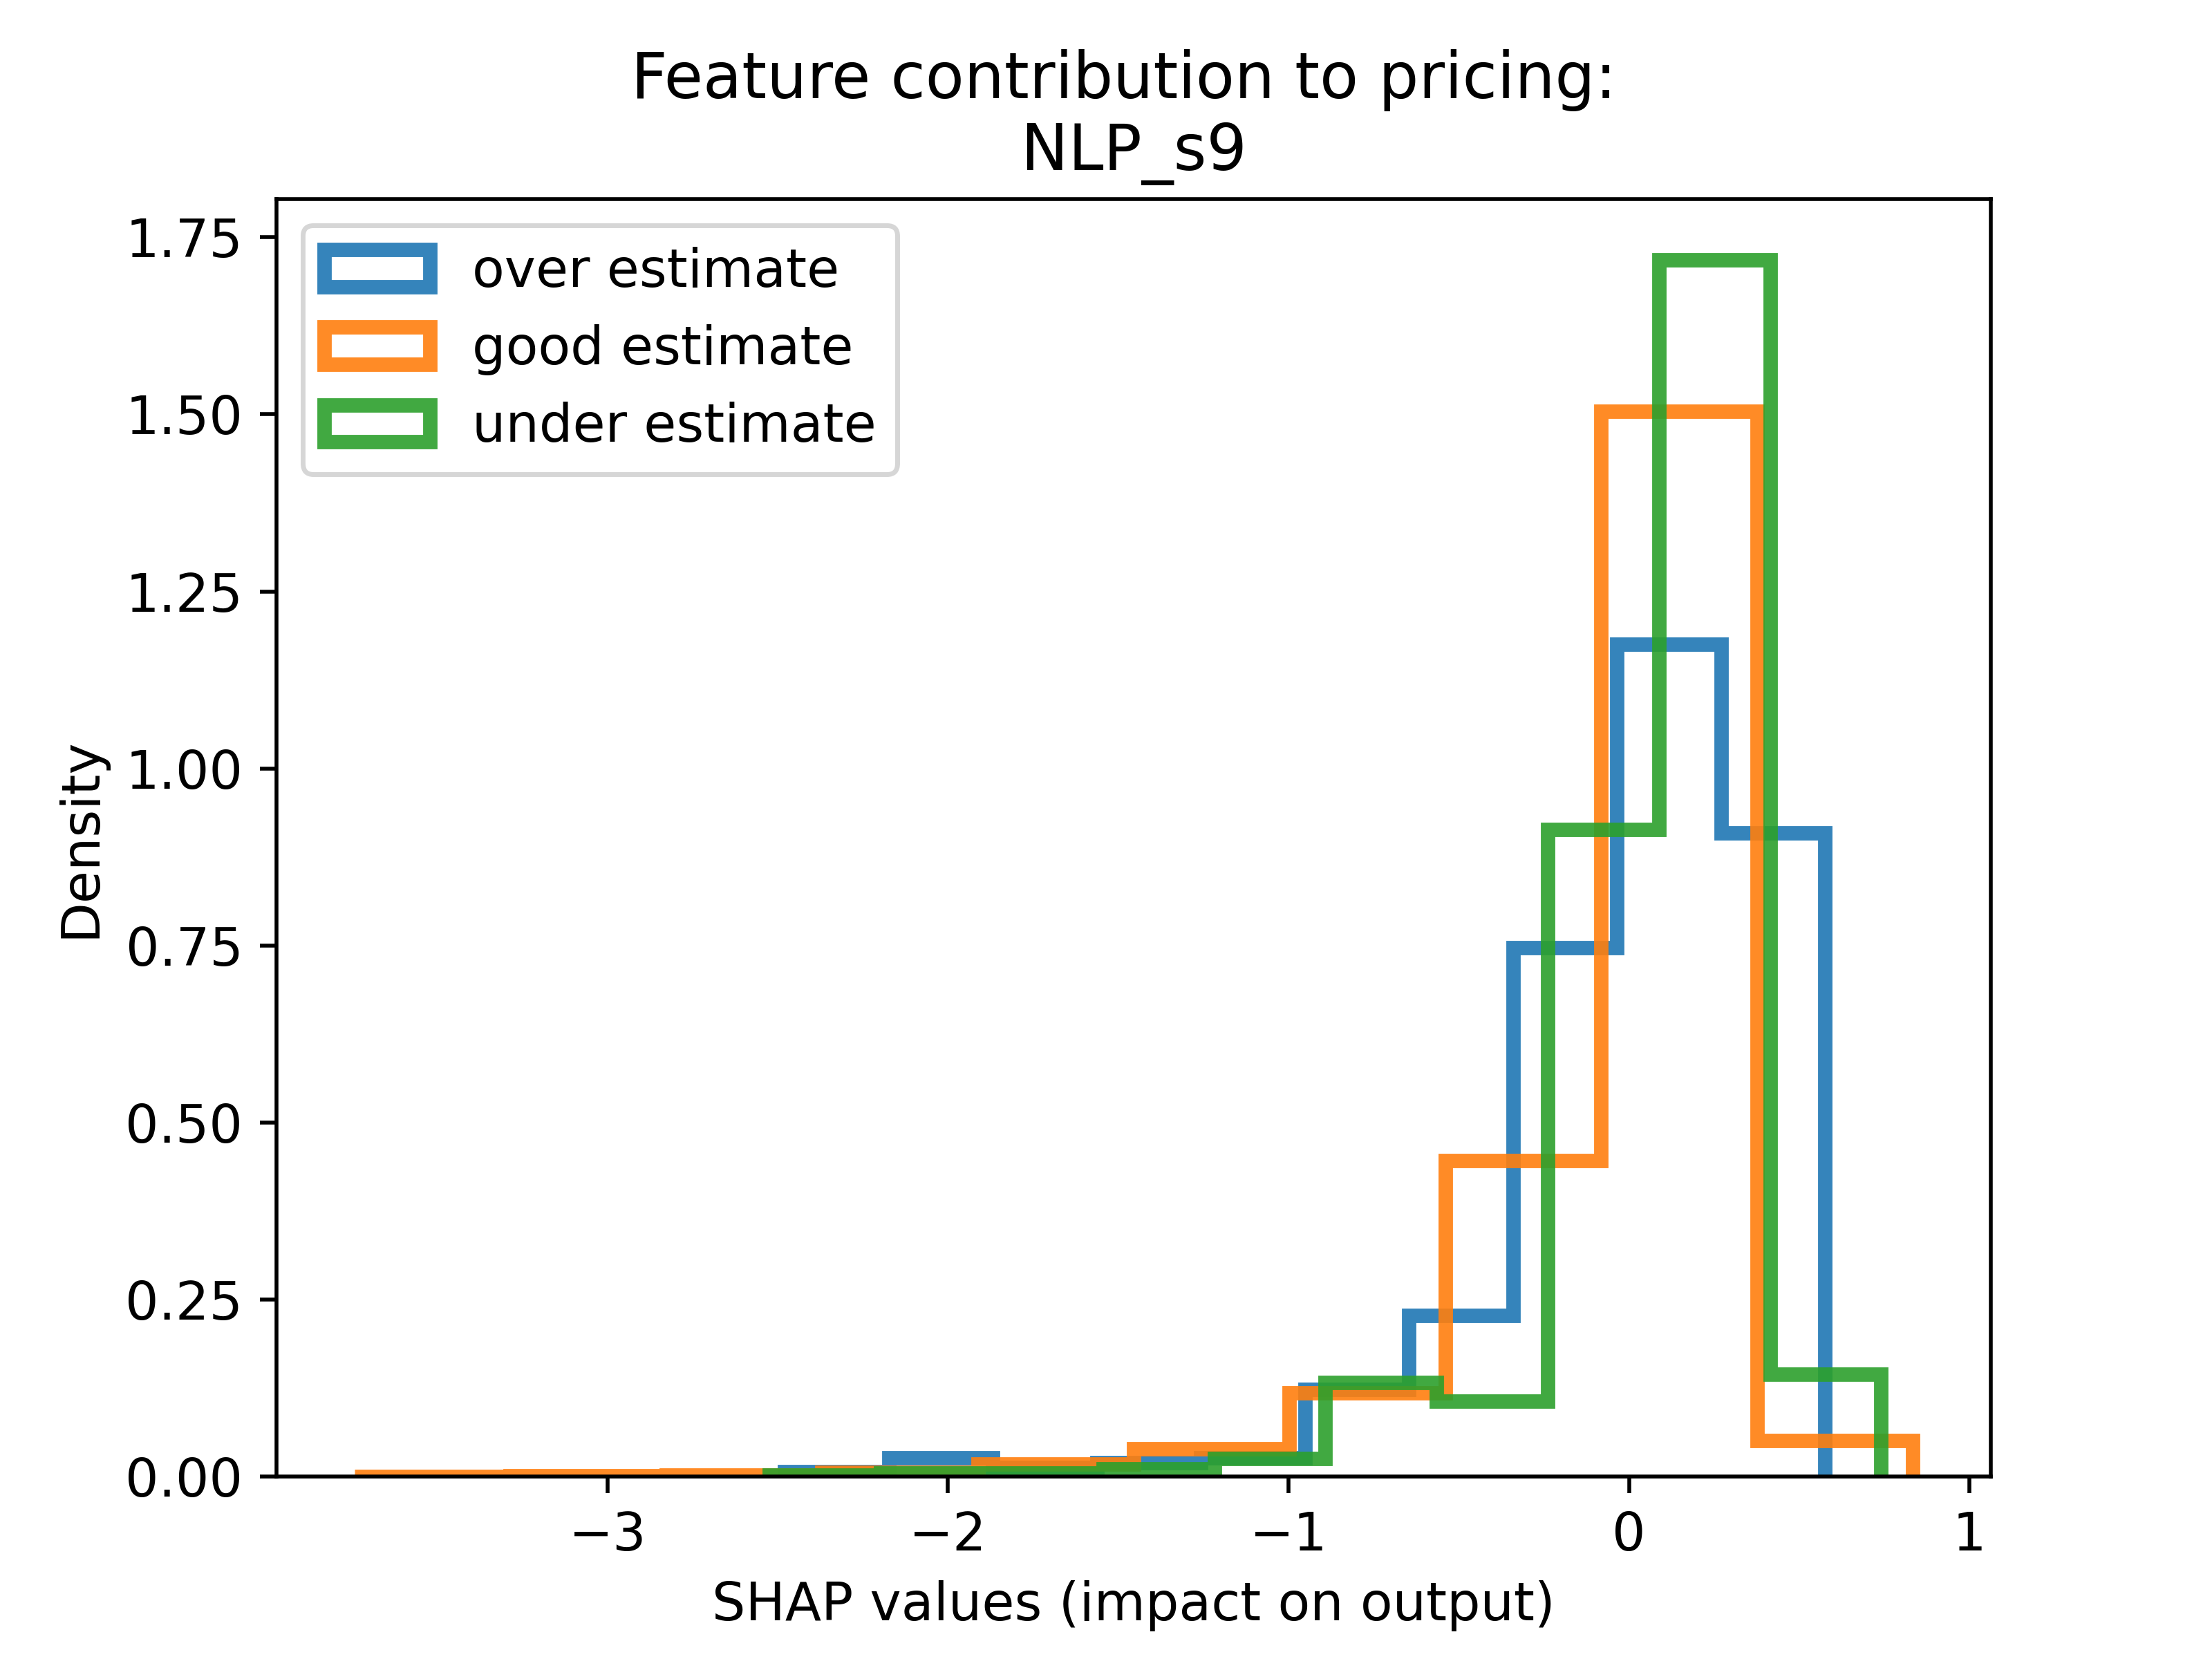 Feature contribution to pricing:
NLP_s9
over estimate
good estimate
under estimate
1.75
1.50
1.25
1.00
0.75
0.50
0.25
0.00
Density
−3
−2
−1
0
1
SHAP values (impact on output)